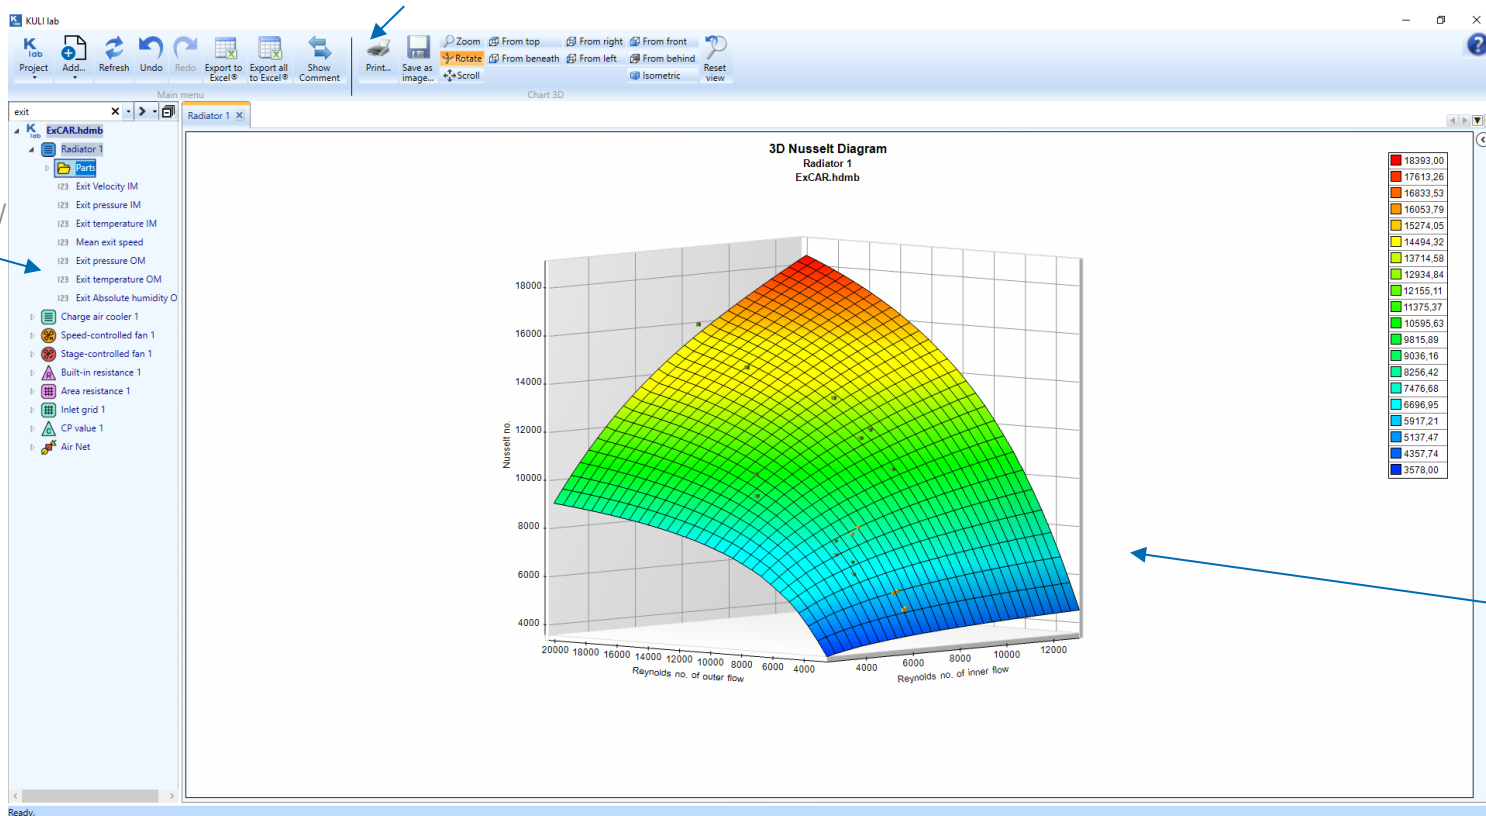 KULI lab
K lab
Project
Add...
Refresh
Undo
Redo
Export to Excel®
Export all to Excel®
Show Comment
Main menu
Print...
Save as image...
Zoom
Rotate
Scroll
From top
From beneath
From right
From left
From front
From behind
Isometric
Reset view
Chart 3D
?
exit
Radiator 1
K lab ExCAR.hdmb
Radiator 1
Parts
123 Exit Velocity IM
123 Exit pressure IM
123 Exit temperature IM
123 Mean exit speed
123 Exit pressure OM
123 Exit temperature OM
123 Exit Absolute humidity O
Charge air cooler 1
Speed-controlled fan 1
Stage-controlled fan 1
R Built-in resistance 1
Area resistance 1
Inlet grid 1
C CP value 1
Air Net
3D Nusselt Diagram
Radiator 1
ExCAR.hdmb
18393,00
17613,26
16833,53
16053,79
15274,05
14494,32
13714,58
12934,84
12155,11
11375,37
10595,63
9815,89
9036,16
8256,42
7476,68
6696,95
5917,21
5137,47
4357,74
3578,00
Nusselt no.
18000
16000
14000
12000
10000
8000
6000
4000
20000 18000 16000 14000 12000 10000 8000 6000 4000
Reynolds no. of outer flow
4000 6000 8000 10000 12000
Reynolds no. of inner flow
Ready.